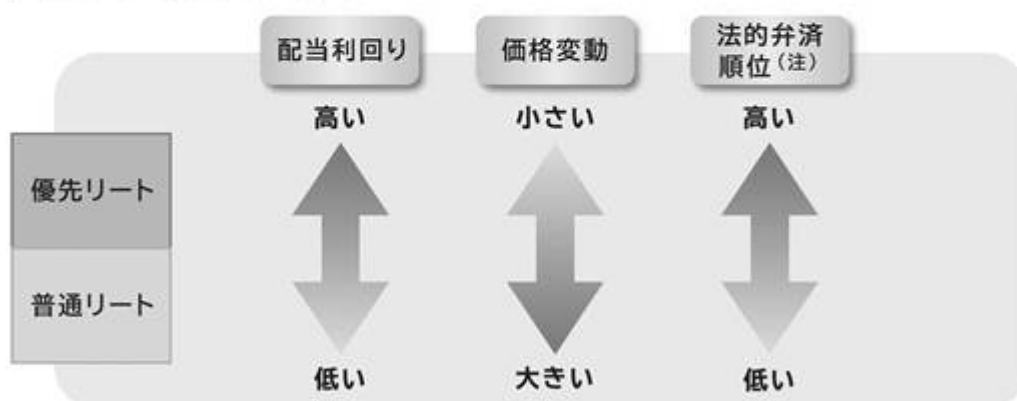 配当利回り
価格変動
法的弁済
順位(注)
高い
小さい
高い
優先リート
普通リート
低い
大きい
低い